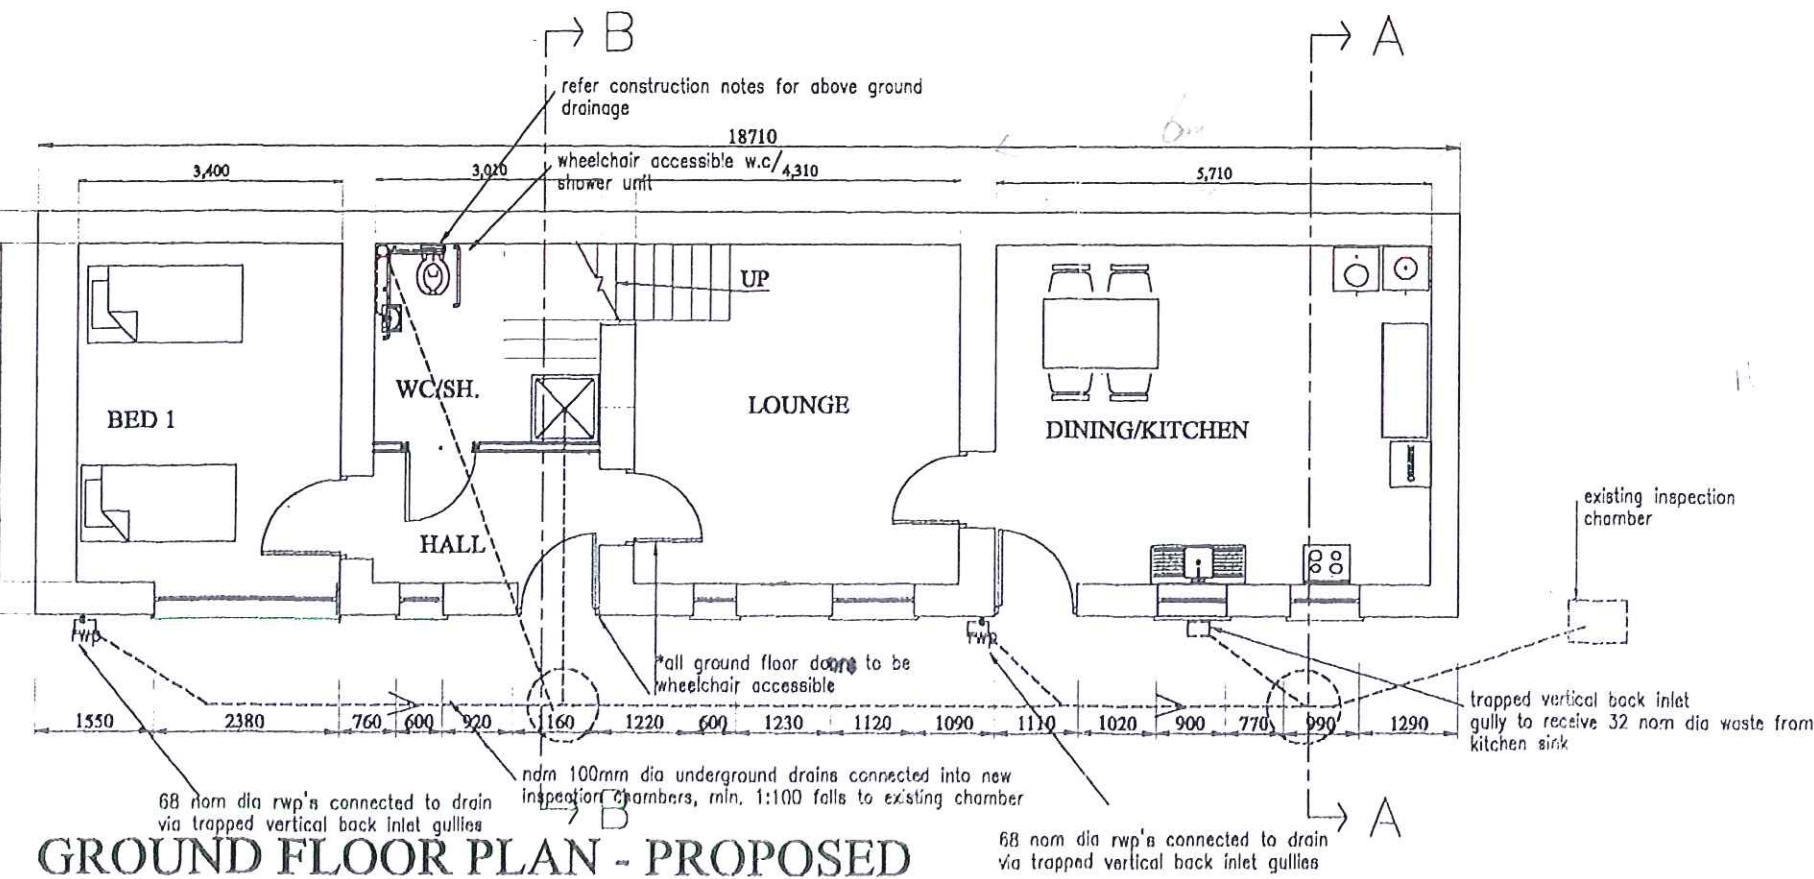 B
A
refer construction notes for above ground
drainage
18710
wheelchair accessible w.c/
shower unit
3,400
3,010
4,310
5,710
UP
WC/SH.
BED 1
LOUNGE
DINING/KITCHEN
HALL
existing inspection
chamber
rwp
rwp
*all ground floor doors to be
wheelchair accessible
trapped vertical back inlet
gully to receive 32 nom dia waste from
kitchen sink
1550 2380 760 600 920 160 1220 600 1230 1120 1090 1110 1020 900 770 990 1290
nom 100mm dia underground drains connected into new
inspection chambers, min. 1:100 falls to existing chamber
68 nom dia rwp's connected to drain
via trapped vertical back inlet gullies
B
A
68 nom dia rwp's connected to drain
via trapped vertical back inlet gullies
GROUND FLOOR PLAN - PROPOSED